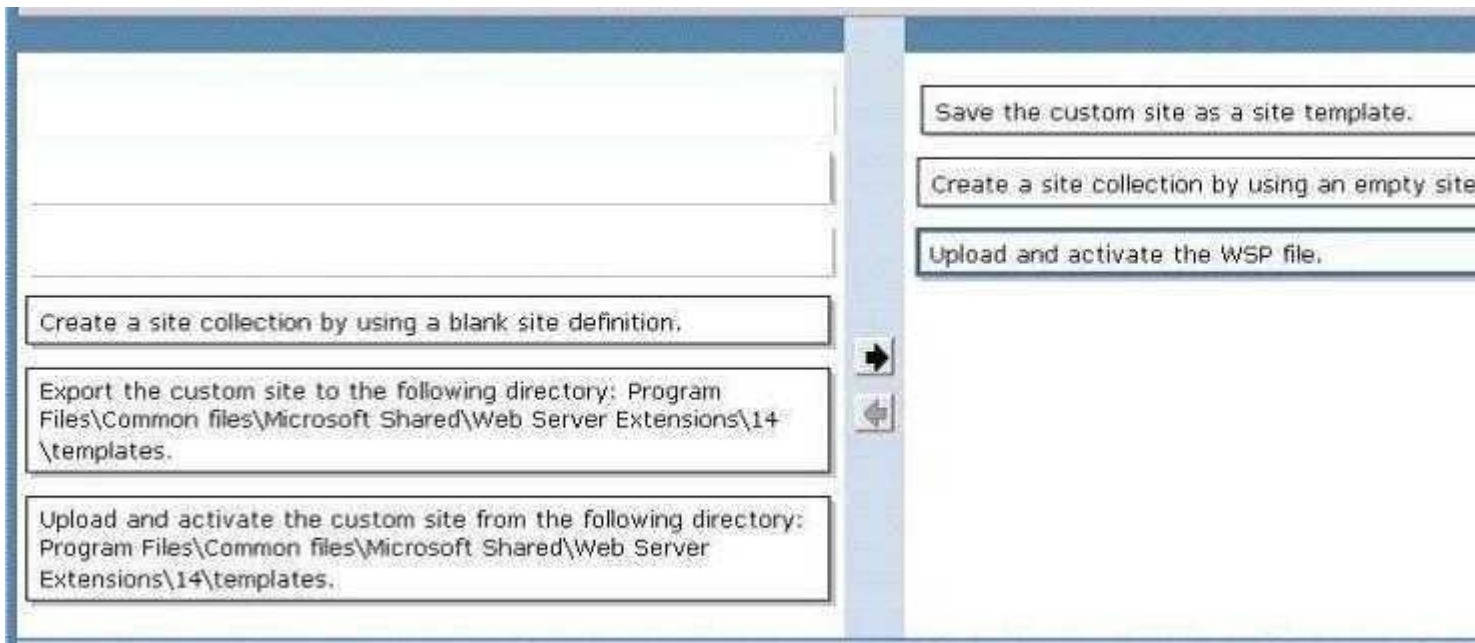 Create a site collection by using a blank site definition.
Export the custom site to the following directory: Program
Files\Common files\Microsoft Shared\Web Server Extensions\14
\templates.
Upload and activate the custom site from the following directory:
Program Files\Common files\Microsoft Shared\Web Server
Extensions\14\templates.
Save the custom site as a site template.
Create a site collection by using an empty site
Upload and activate the WSP file.